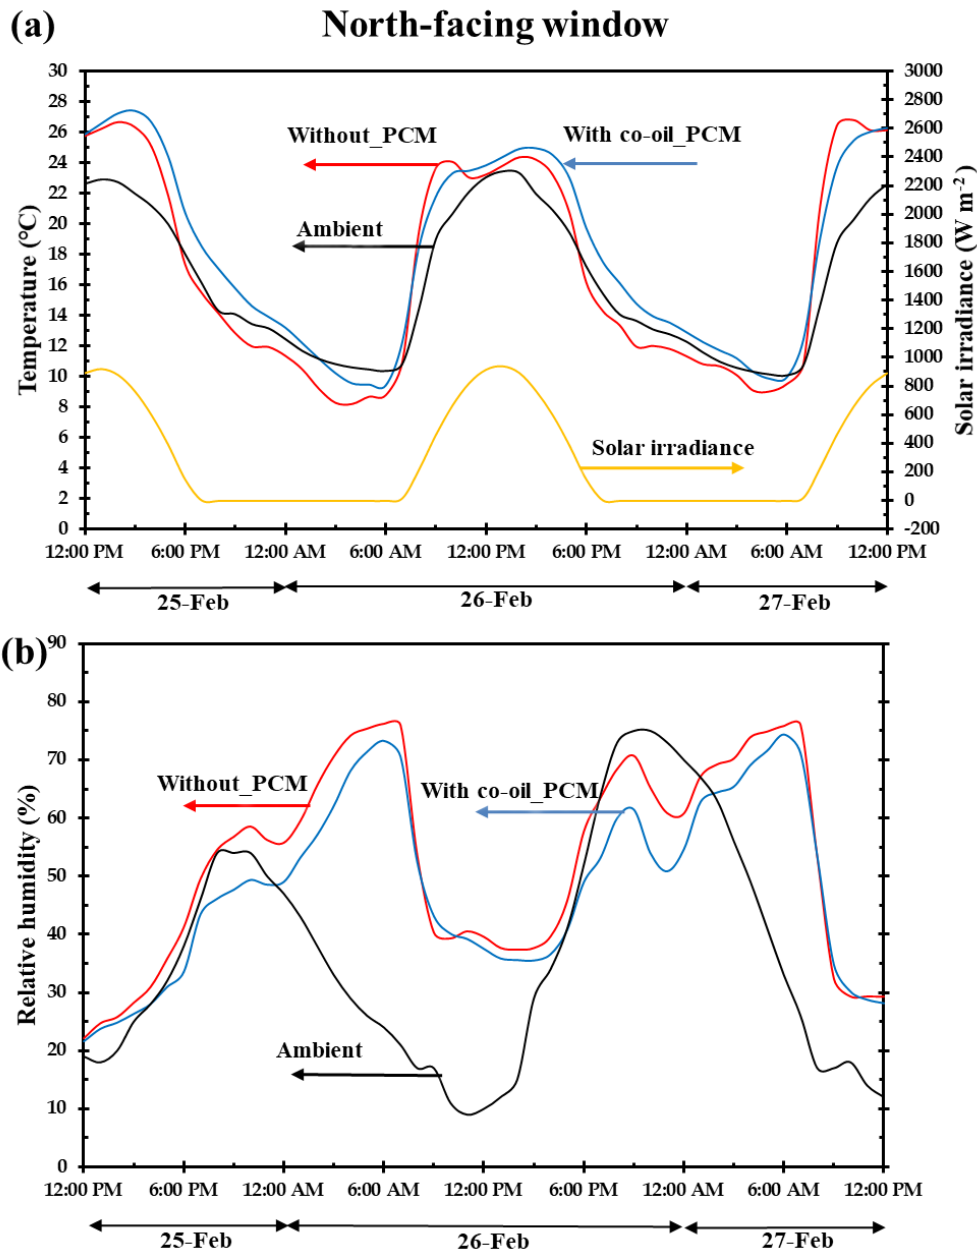 (a)
North-facing window
30
28
26
24
22
20
18
16
14
12
10
8
6
4
2
0
Temperature (°C)
3000
2800
2600
2400
2200
2000
1800
1600
1400
1200
1000
800
600
400
200
0
-200
Solar irradiance (W m⁻²)
Without_PCM
With co-oil_PCM
Ambient
Solar irradiance
12:00 PM 6:00 PM 12:00 AM 6:00 AM 12:00 PM 6:00 PM 12:00 AM 6:00 AM 12:00 PM
25-Feb 26-Feb 27-Feb
(b)
90
80
70
60
50
40
30
20
10
0
Relative humidity (%)
Without_PCM
With co-oil_PCM
Ambient
12:00 PM 6:00 PM 12:00 AM 6:00 AM 12:00 PM 6:00 PM 12:00 AM 6:00 AM 12:00 PM
25-Feb 26-Feb 27-Feb